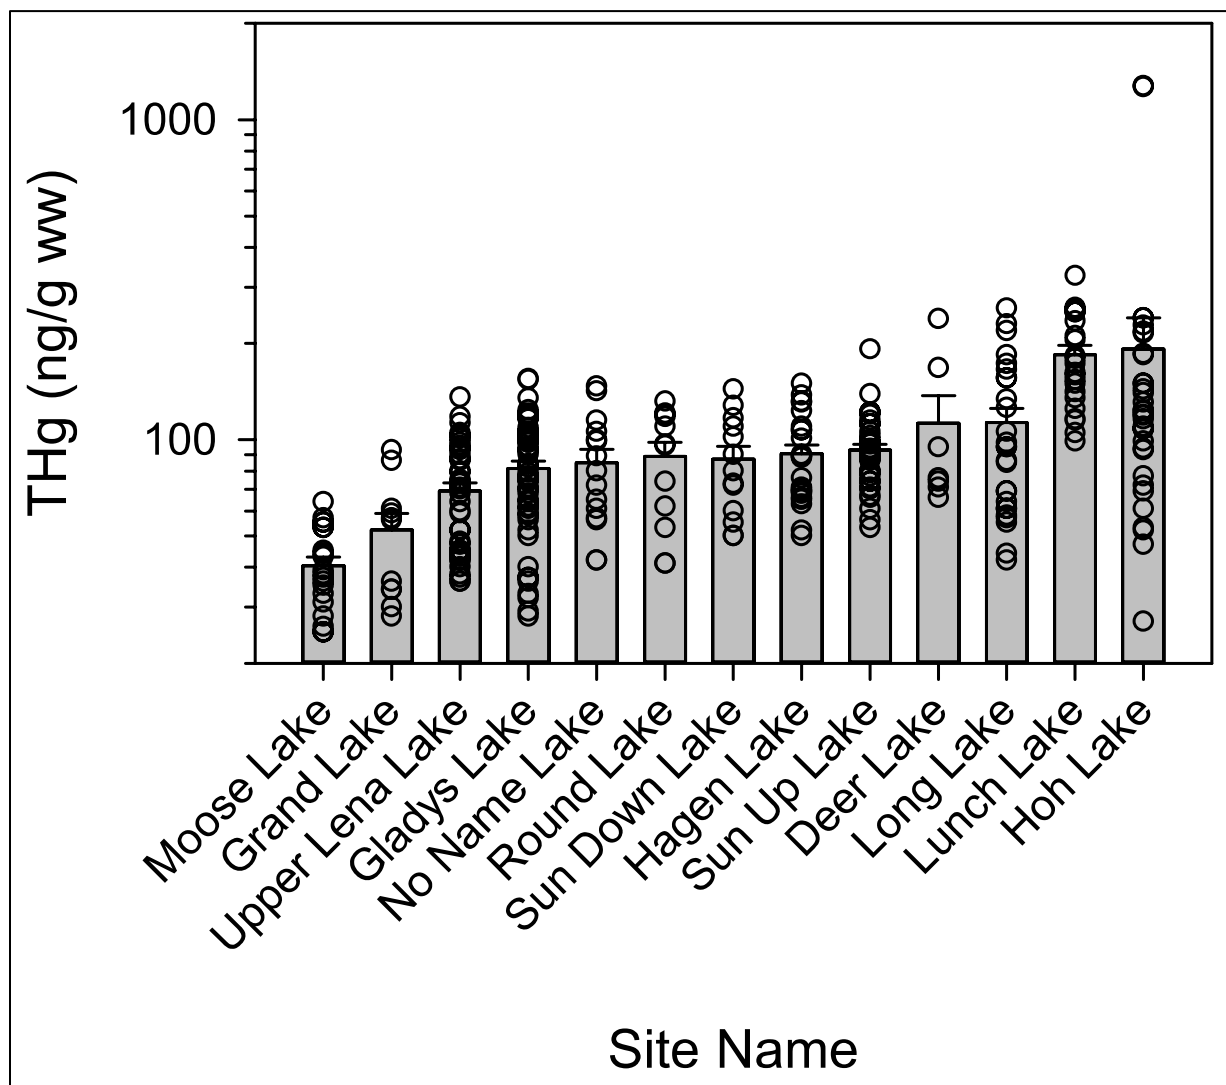 THg (ng/g ww)
1000
100
Moose Lake
Grand Lake
Upper Lena Lake
Gladys Lake
No Name Lake
Round Lake
Sun Down Lake
Hagen Lake
Sun Up Lake
Deer Lake
Long Lake
Lunch Lake
Hoh Lake
Site Name